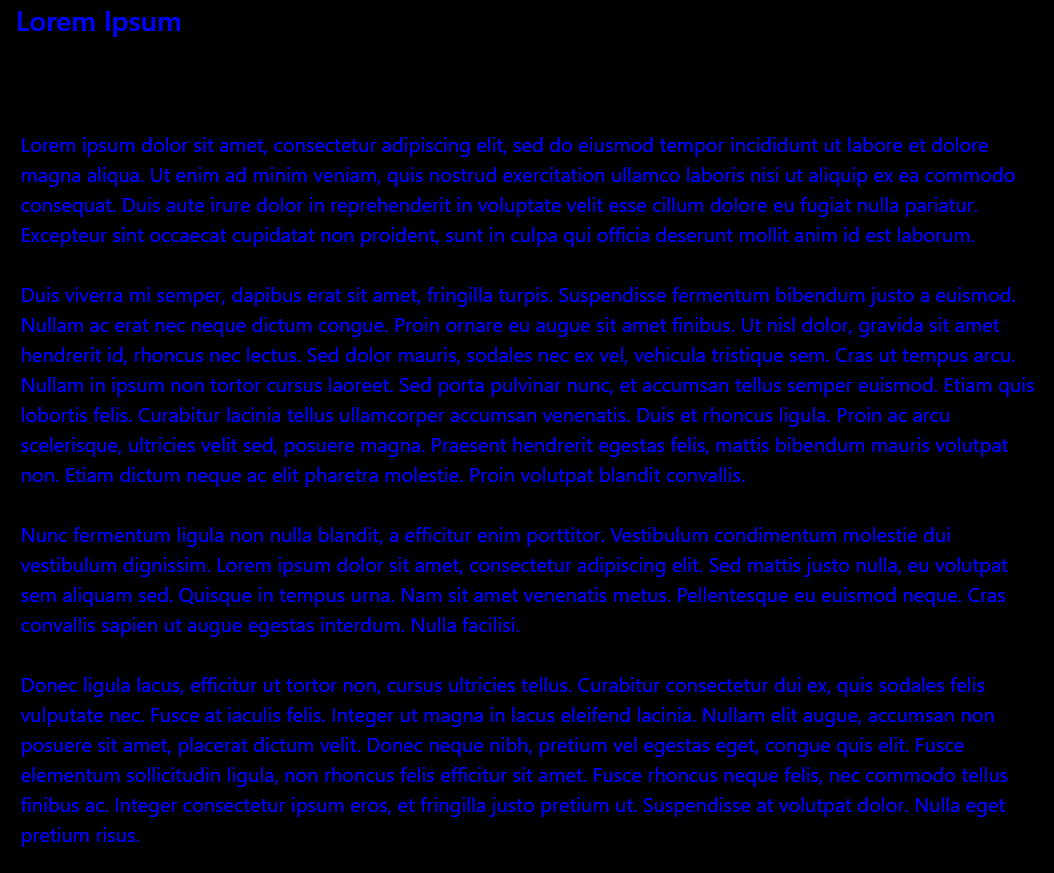 Lorem Ipsum
Lorem ipsum dolor sit amet, consectetur adipiscing elit, sed do eiusmod tempor incididunt ut labore et dolore
magna aliqua. Ut enim ad minim veniam, quis nostrud exercitation ullamco laboris nisi ut aliquip ex ea commodo
consequat. Duis aute irure dolor in reprehenderit in voluptate velit esse cillum dolore eu fugiat nulla pariatur.
Excepteur sint occaecat cupidatat non proident, sunt in culpa qui officia deserunt mollit anim id est laborum.
Duis viverra mi semper, dapibus erat sit amet, fringilla turpis. Suspendisse fermentum bibendum justo a euismod.
Nullam ac erat nec neque dictum congue. Proin ornare eu augue sit amet finibus. Ut nisl dolor, gravida sit amet
hendrerit id, rhoncus nec lectus. Sed dolor mauris, sodales nec ex vel, vehicula tristique sem. Cras ut tempus arcu.
Nullam in ipsum non tortor cursus laoreet. Sed porta pulvinar nunc, et accumsan tellus semper euismod. Etiam quis
lobortis felis. Curabitur lacinia tellus ullamcorper accumsan venenatis. Duis et rhoncus ligula. Proin ac arcu
scelerisque, ultricies velit sed, posuere magna. Praesent hendrerit egestas felis, mattis bibendum mauris volutpat
non. Etiam dictum neque ac elit pharetra molestie. Proin volutpat blandit convallis.
Nunc fermentum ligula non nulla blandit, a efficitur enim porttitor. Vestibulum condimentum molestie dui
vestibulum dignissim. Lorem ipsum dolor sit amet, consectetur adipiscing elit. Sed mattis justo nulla, eu volutpat
sem aliquam sed. Quisque in tempus urna. Nam sit amet venenatis metus. Pellentesque eu euismod neque. Cras
convallis sapien ut augue egestas interdum. Nulla facilisi.
Donec ligula lacus, efficitur ut tortor non, cursus ultricies tellus. Curabitur consectetur dui ex, quis sodales felis
vulputate nec. Fusce at iaculis felis. Integer ut magna in lacus eleifend lacinia. Nullam elit augue, accumsan non
posuere sit amet, placerat dictum velit. Donec neque nibh, pretium vel egestas eget, congue quis elit. Fusce
elementum sollicitudin ligula, non rhoncus felis efficitur sit amet. Fusce rhoncus neque felis, nec commodo tellus
finibus ac. Integer consectetur ipsum eros, et fringilla justo pretium ut. Suspendisse at volutpat dolor. Nulla eget
pretium risus.